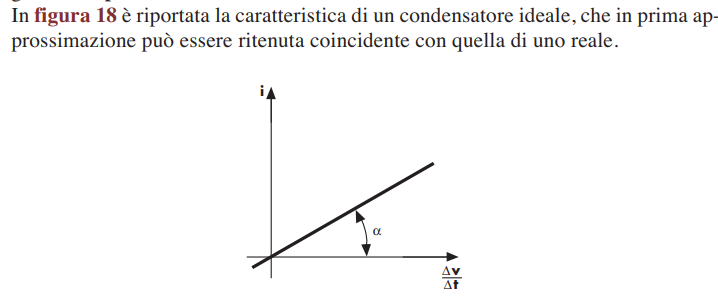 In figura 18 è riportata la caratteristica di un condensatore ideale, che in prima ap-
prossimazione può essere ritenuta coincidente con quella di uno reale.
i
α
Δv
Δt